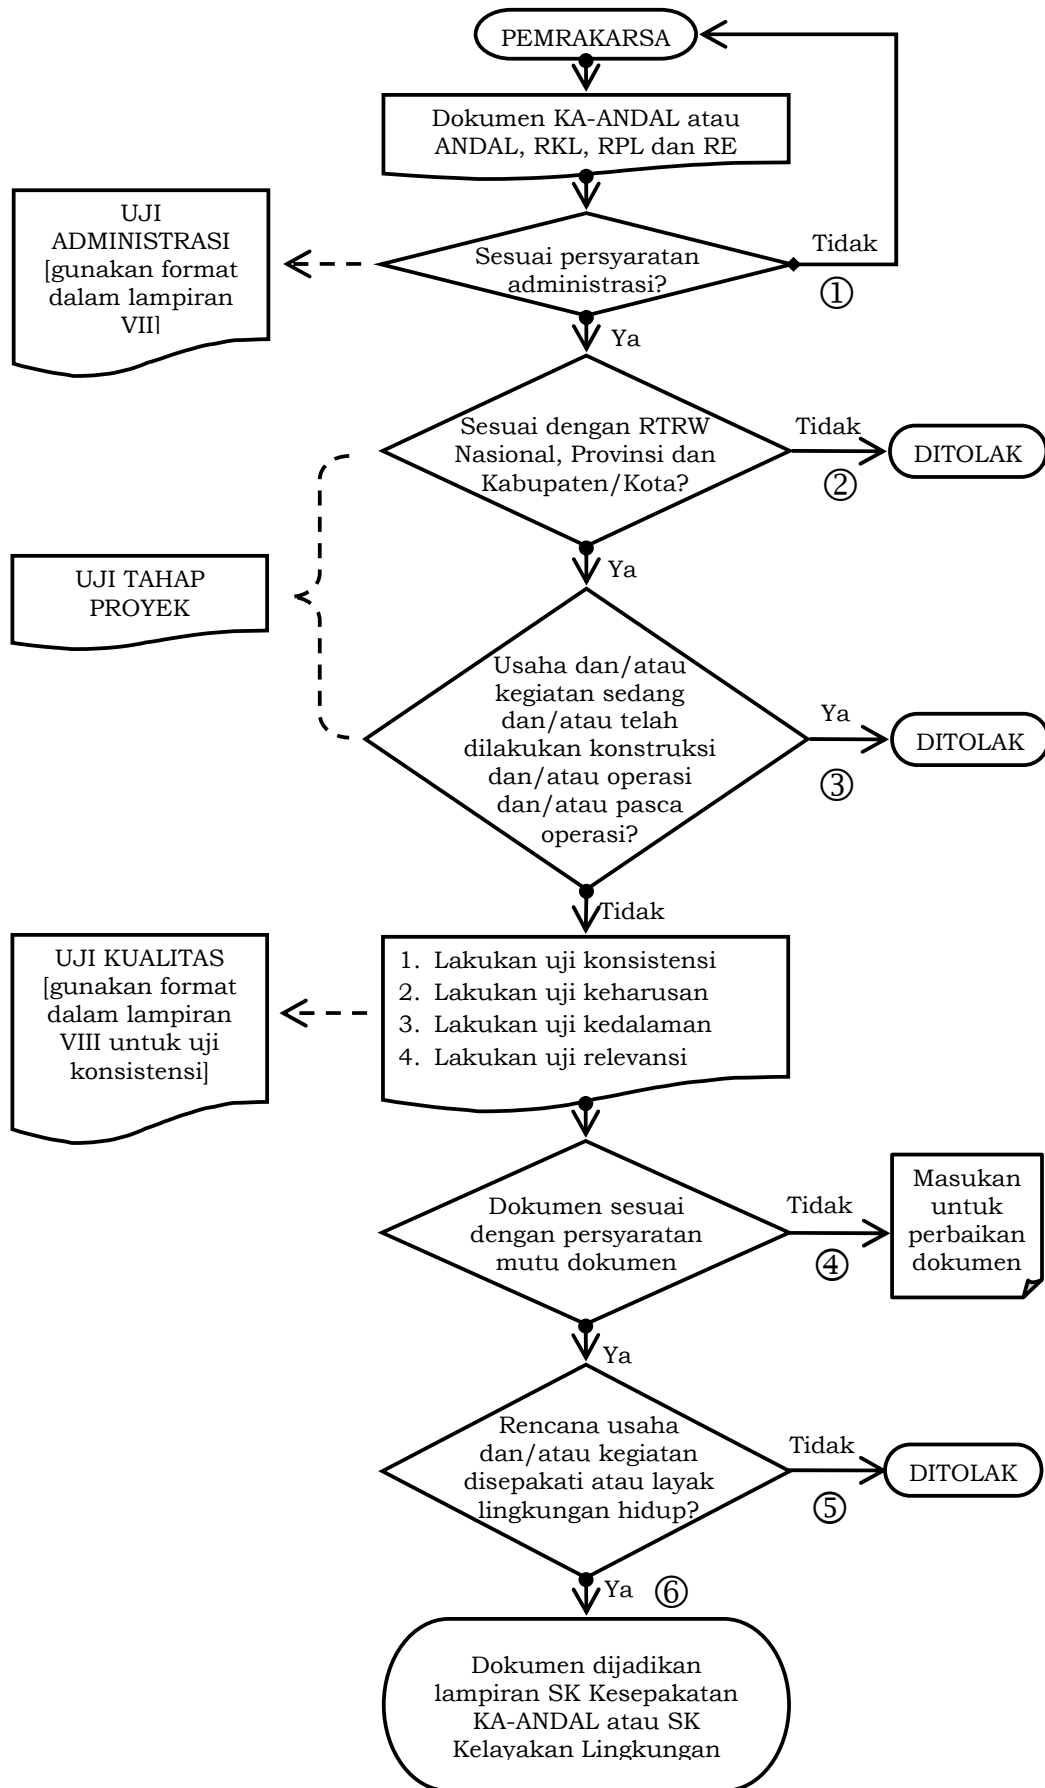 PEMRAKARSA
Dokumen KA-ANDAL atau
ANDAL, RKL, RPL dan RE
UJI
ADMINISTRASI
[gunakan format
dalam lampiran
VII]
Sesuai persyaratan
administrasi?
Tidak
①
Ya
Sesuai dengan RTRW
Nasional, Provinsi dan
Kabupaten/Kota?
Tidak
②
DITOLAK
Ya
UJI TAHAP
PROYEK
Usaha dan/atau
kegiatan sedang
dan/atau telah
dilakukan konstruksi
dan/atau operasi
dan/atau pasca
operasi?
Ya
③
DITOLAK
Tidak
UJI KUALITAS
[gunakan format
dalam lampiran
VIII untuk uji
konsistensi]
1. Lakukan uji konsistensi
2. Lakukan uji keharusan
3. Lakukan uji kedalaman
4. Lakukan uji relevansi
Dokumen sesuai
dengan persyaratan
mutu dokumen
Tidak
④
Masukan
untuk
perbaikan
dokumen
Ya
Rencana usaha
dan/atau kegiatan
disepakati atau layak
lingkungan hidup?
Tidak
⑤
DITOLAK
Ya ⑥
Dokumen dijadikan
lampiran SK Kesepakatan
KA-ANDAL atau SK
Kelayakan Lingkungan